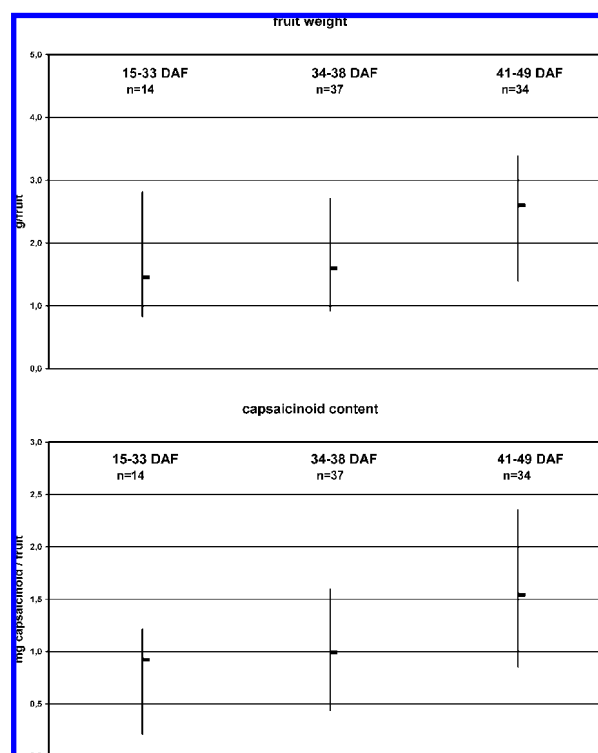 fruit weight
5,0
15-33 DAF
34-38 DAF
41-49 DAF
n=14
n=37
n=34
4,0
3,0
g/fruit
2,0
1,0
0,0
capsaicinoid content
3,0
15-33 DAF
34-38 DAF
41-49 DAF
n=14
n=37
n=34
2,5
2,0
mg capsaicinoid / fruit
1,5
1,0
0,5